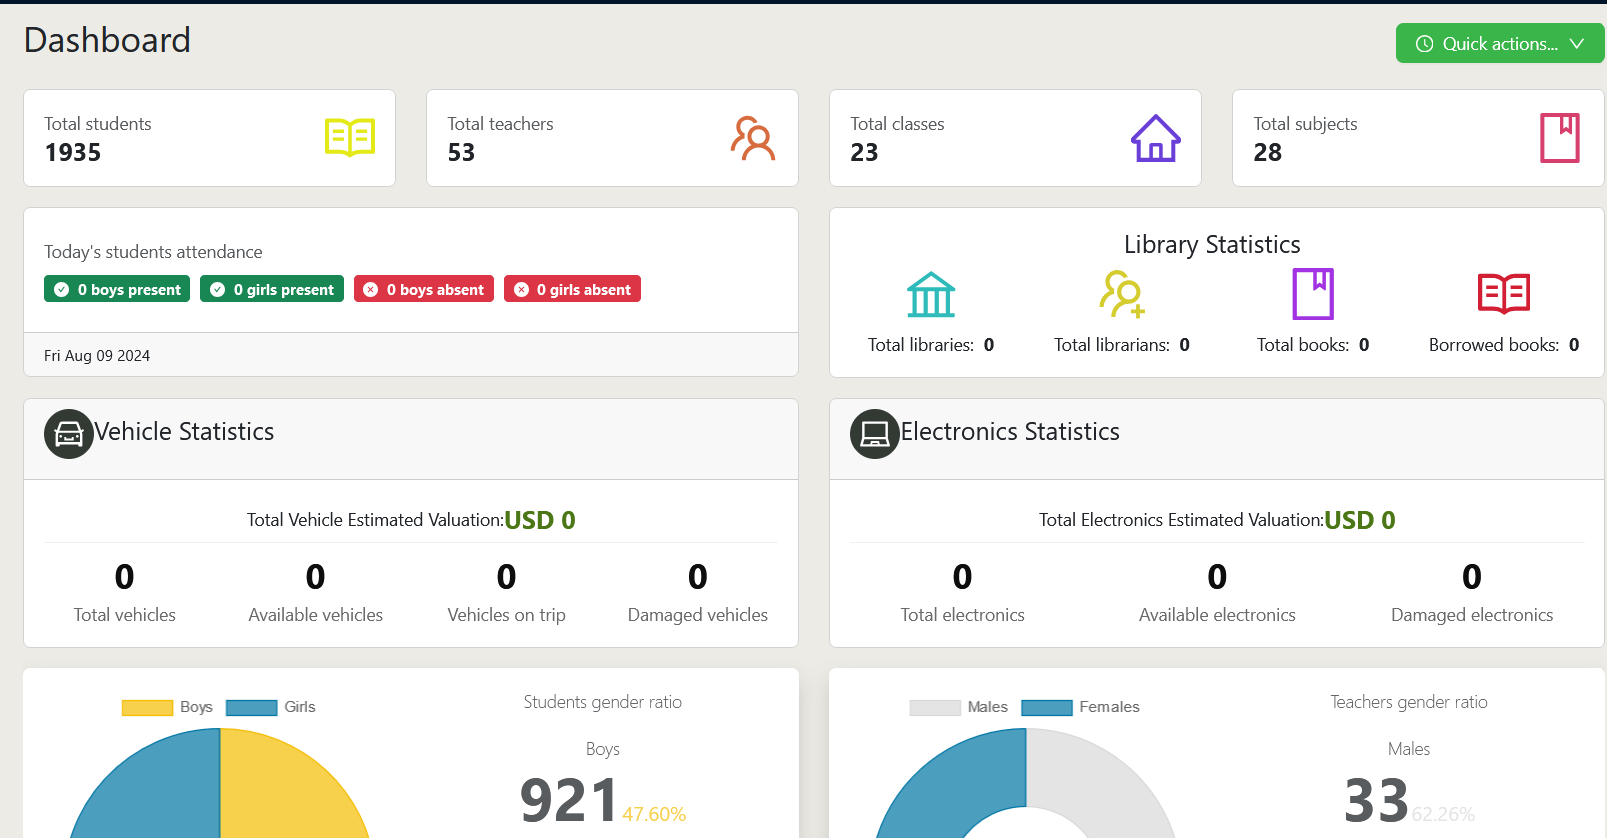 Dashboard
Quick actions...
Total students
1935
Total teachers
53
Total classes
23
Total subjects
28
Today's students attendance
0 boys present
0 girls present
0 boys absent
0 girls absent
Fri Aug 09 2024
Library Statistics
Total libraries: 0
Total librarians: 0
Total books: 0
Borrowed books: 0
Vehicle Statistics
Total Vehicle Estimated Valuation:USD 0
0
Total vehicles
0
Available vehicles
0
Vehicles on trip
0
Damaged vehicles
Electronics Statistics
Total Electronics Estimated Valuation:USD 0
0
Total electronics
0
Available electronics
0
Damaged electronics
Boys
Girls
Students gender ratio
Boys
921 47.60%
Males
Females
Teachers gender ratio
Males
33 62.26%